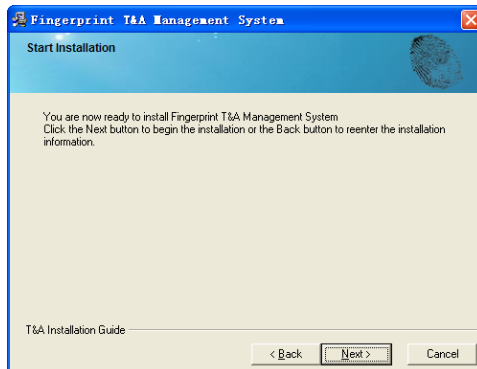 Fingerprint T&A Management System
Start Installation
You are now ready to install Fingerprint T&A Management System
Click the Next button to begin the installation or the Back button to reenter the installation
information.
T&A Installation Guide
< Back
Next >
Cancel